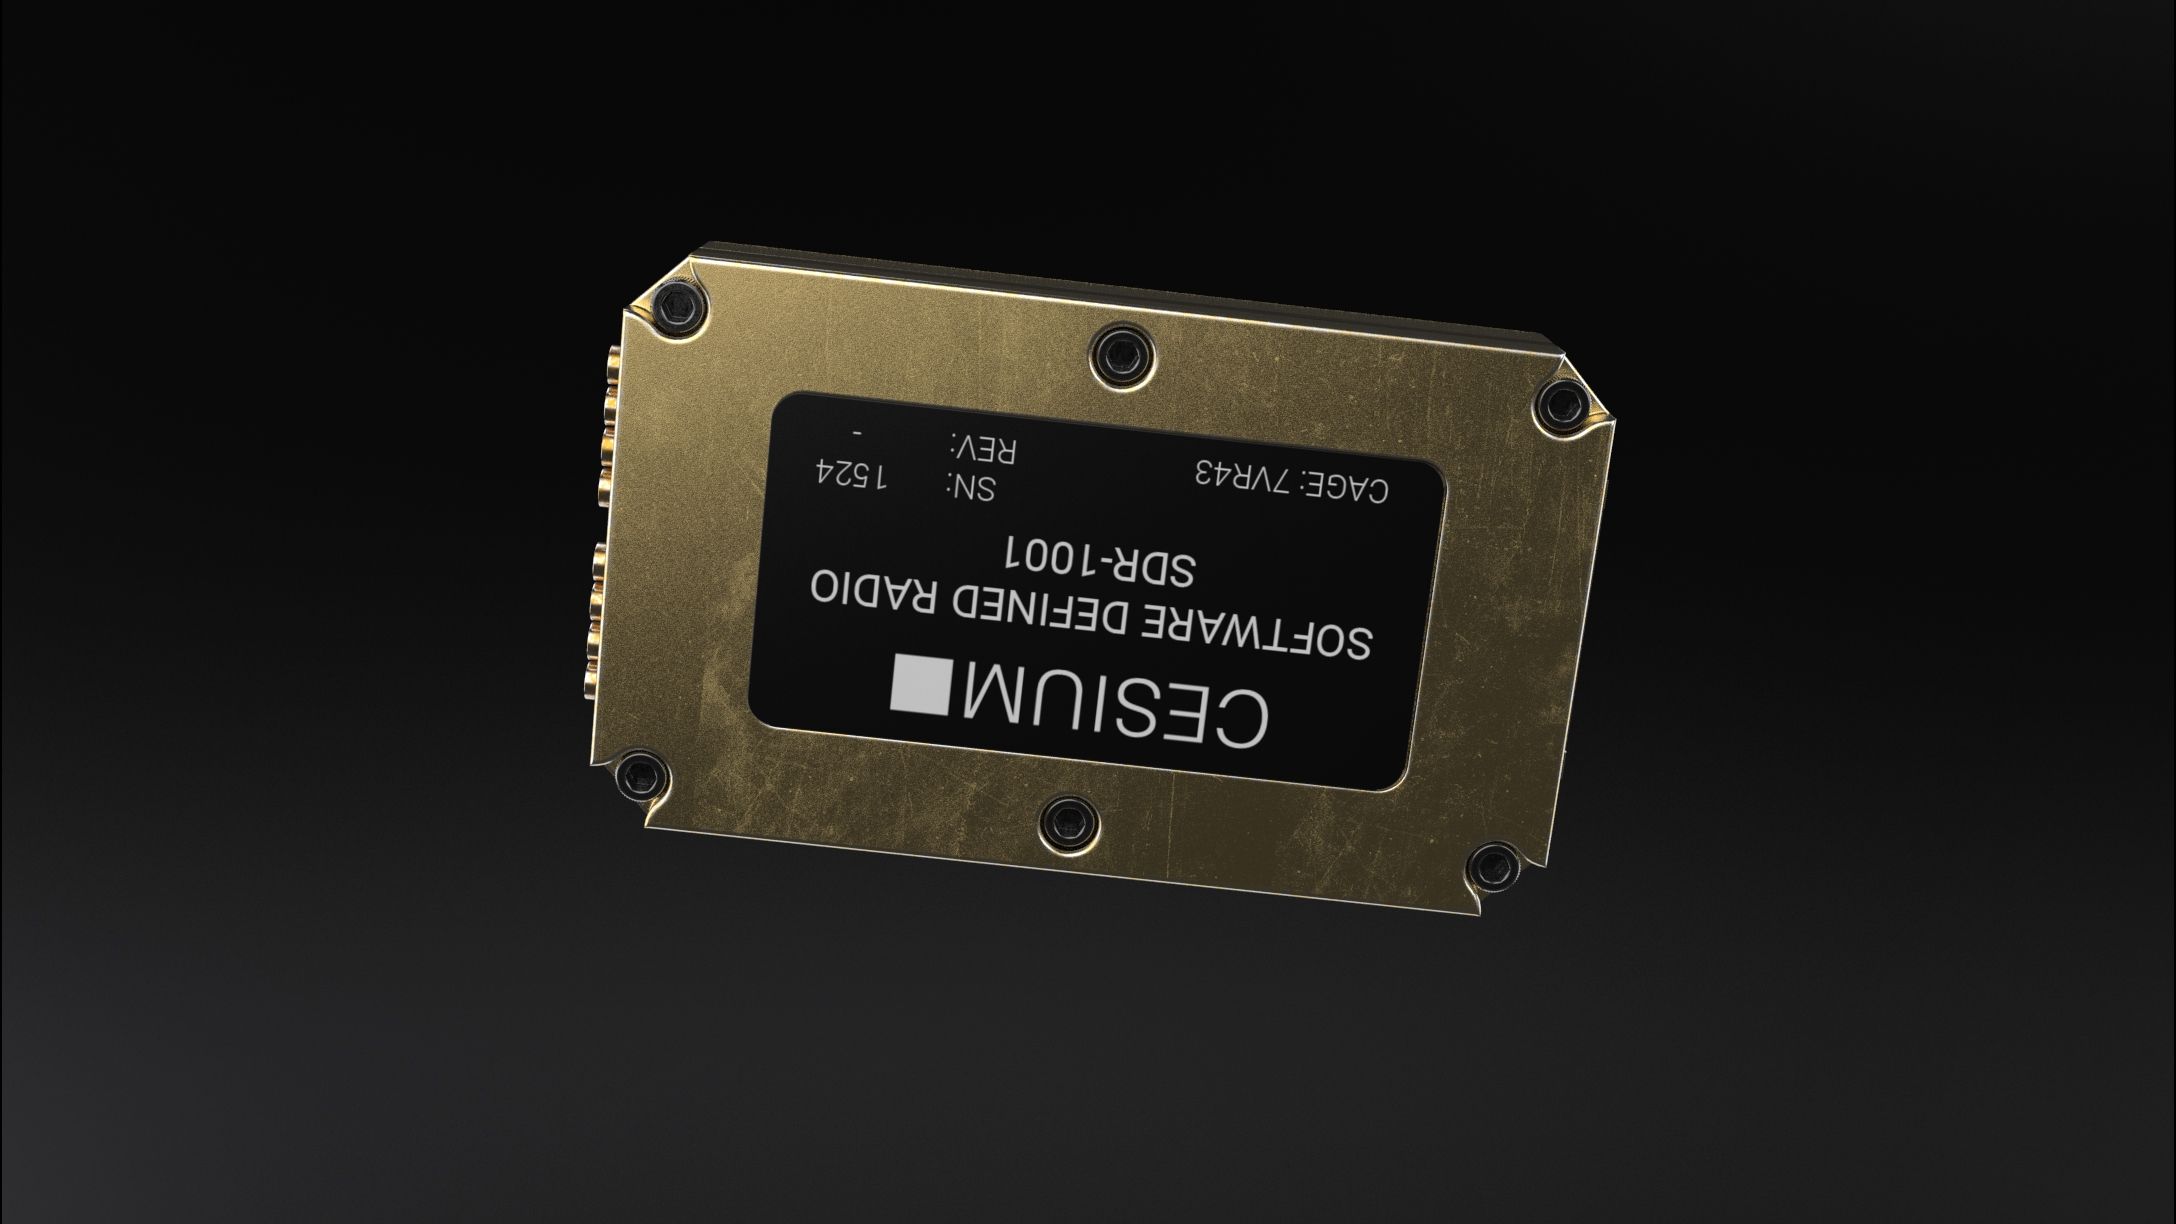 CESIUM
SOFTWARE DEFINED RADIO
SDR-1001
CAGE: 7VR43 SN: 1524
REV: -